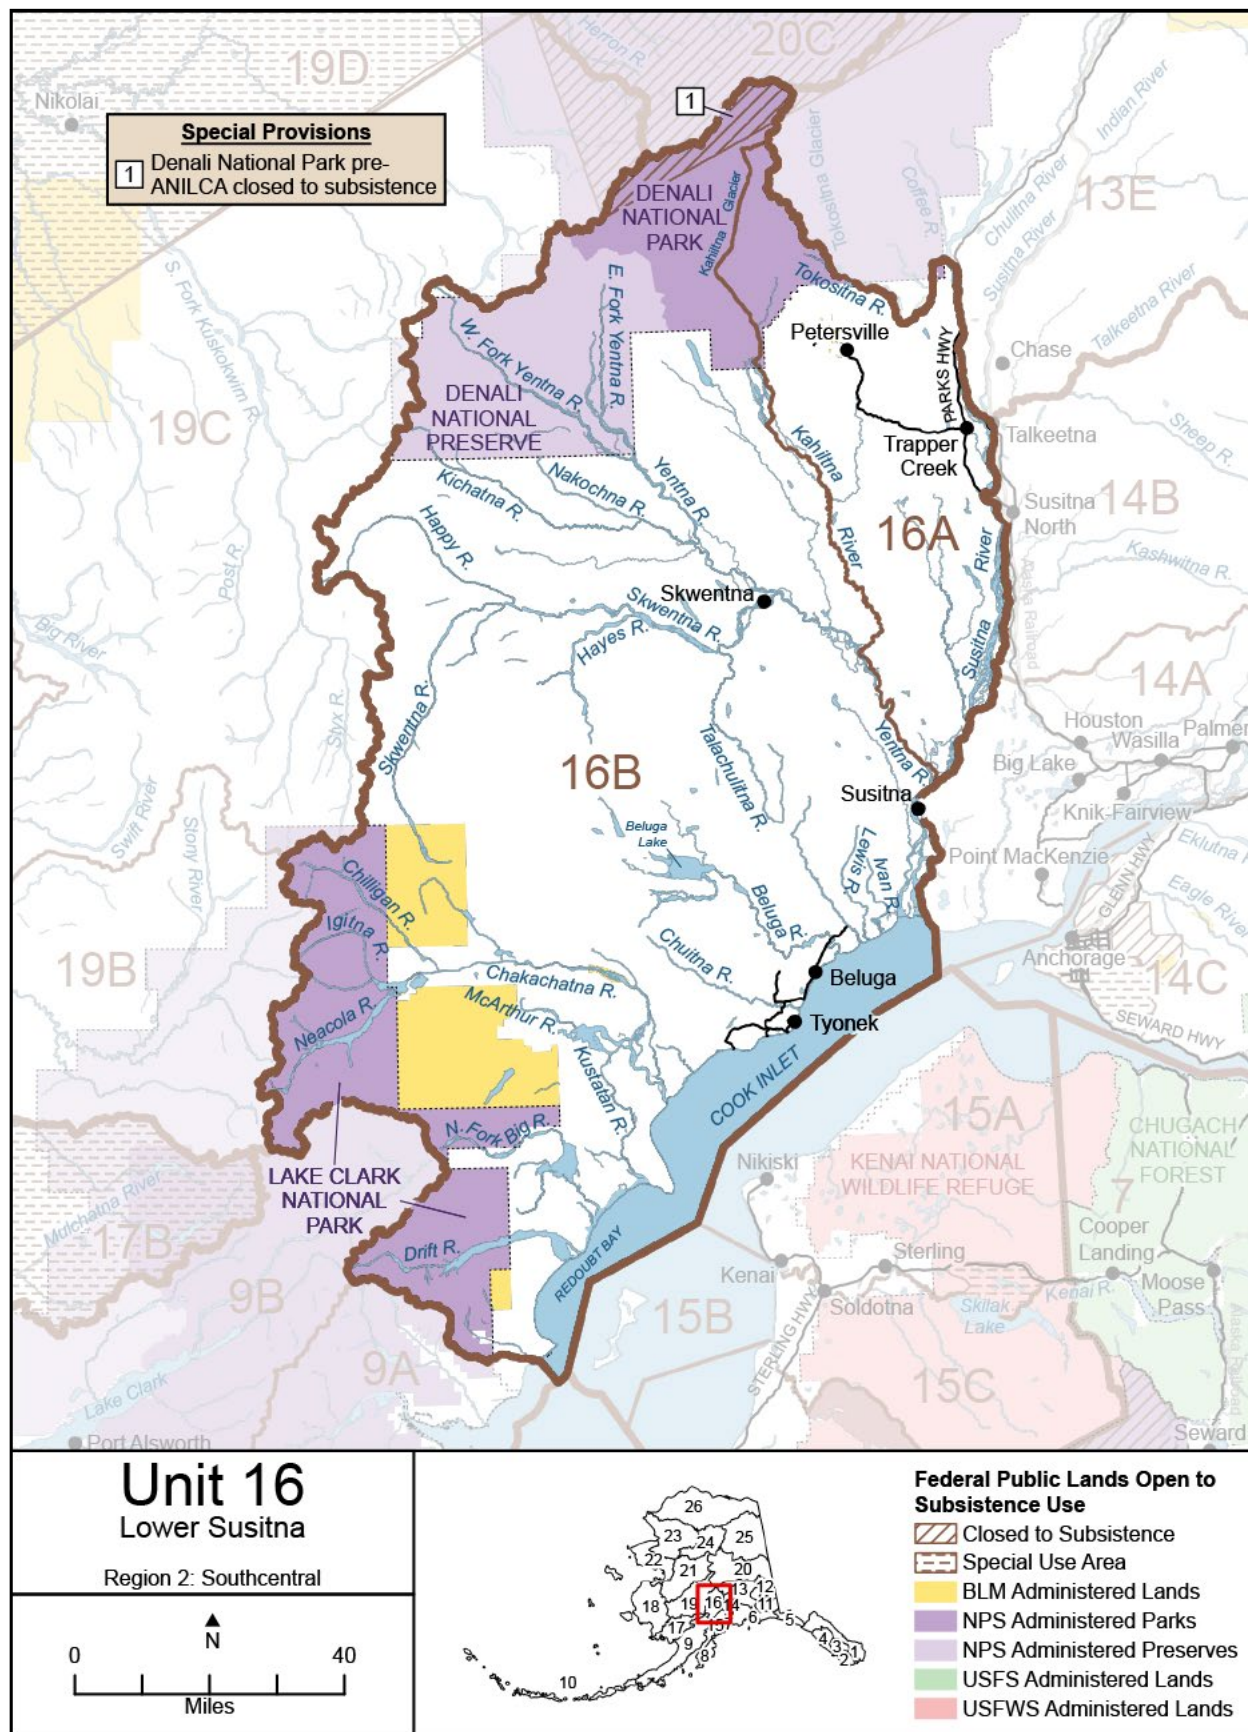 20C
Herron R.
19D
Nikolai
1
Special Provisions
1 Denali National Park pre-
ANILCA closed to subsistence
Tokositna Glacier
Coffee R.
Indian River
Chulitna River
13E
Susitna River
Talkeetna River
DENALI
NATIONAL
PARK
Kahiltna Glacier
S. Fork Kuskokwim R.
Tokositna R.
E. Fork Yentna R.
W. Fork Yentna R.
Petersville
PARKS HWY
Chase
DENALI
NATIONAL
PRESERVE
19C
Trapper
Creek
Talkeetna
Sheep R.
Kahiltna
River
Yentna R.
Nakochna R.
Kichatna R.
Happy R.
16A
Susitna
North
14B
Kashwitna R.
Post R.
Alaska Railroad
River
Susitna
Skwentna
Skwentna R.
Hayes R.
Big River
Styx R.
14A
Skwentna R.
16B
Talachulitna R.
Yentna R.
Houston
Wasilla
Palmer
Big Lake
Susitna
Knik-Fairview
Swift River
Stony River
Beluga
Lake
Lewis R.
Ivan R.
Point MacKenzie
Eklutna
GLENN HWY
Eagle River
Chilligan R.
Igitna R.
Beluga R.
Chuitna R.
19B
Chakachatna R.
Beluga
Anchorage
14C
McArthur R.
Neacola R.
Tyonek
SEWARD HWY
Kustatan R.
COOK INLET
15A
CHUGACH
NATIONAL
FOREST
N. Fork Big R.
Nikiski
KENAI NATIONAL
WILDLIFE REFUGE
7
LAKE CLARK
NATIONAL
PARK
Mulchatna River
17B
Cooper
Landing
Drift R.
REDOUBT BAY
Sterling
Kenai
Moose
Pass
9B
Soldotna
Kenai R.
Skilak
Lake
15B
STERLING HWY
Alaska Railroad
9A
15C
Lake Clark
Port Alsworth
Seward
Unit 16
Lower Susitna
Region 2: Southcentral
N
0 40
Miles
26
23
24
25
22
21
20
18
19
16
13
12
14
11
17
15
6
5
9
8
4
3
1
2
10
Federal Public Lands Open to
Subsistence Use
Closed to Subsistence
Special Use Area
BLM Administered Lands
NPS Administered Parks
NPS Administered Preserves
USFS Administered Lands
USFWS Administered Lands